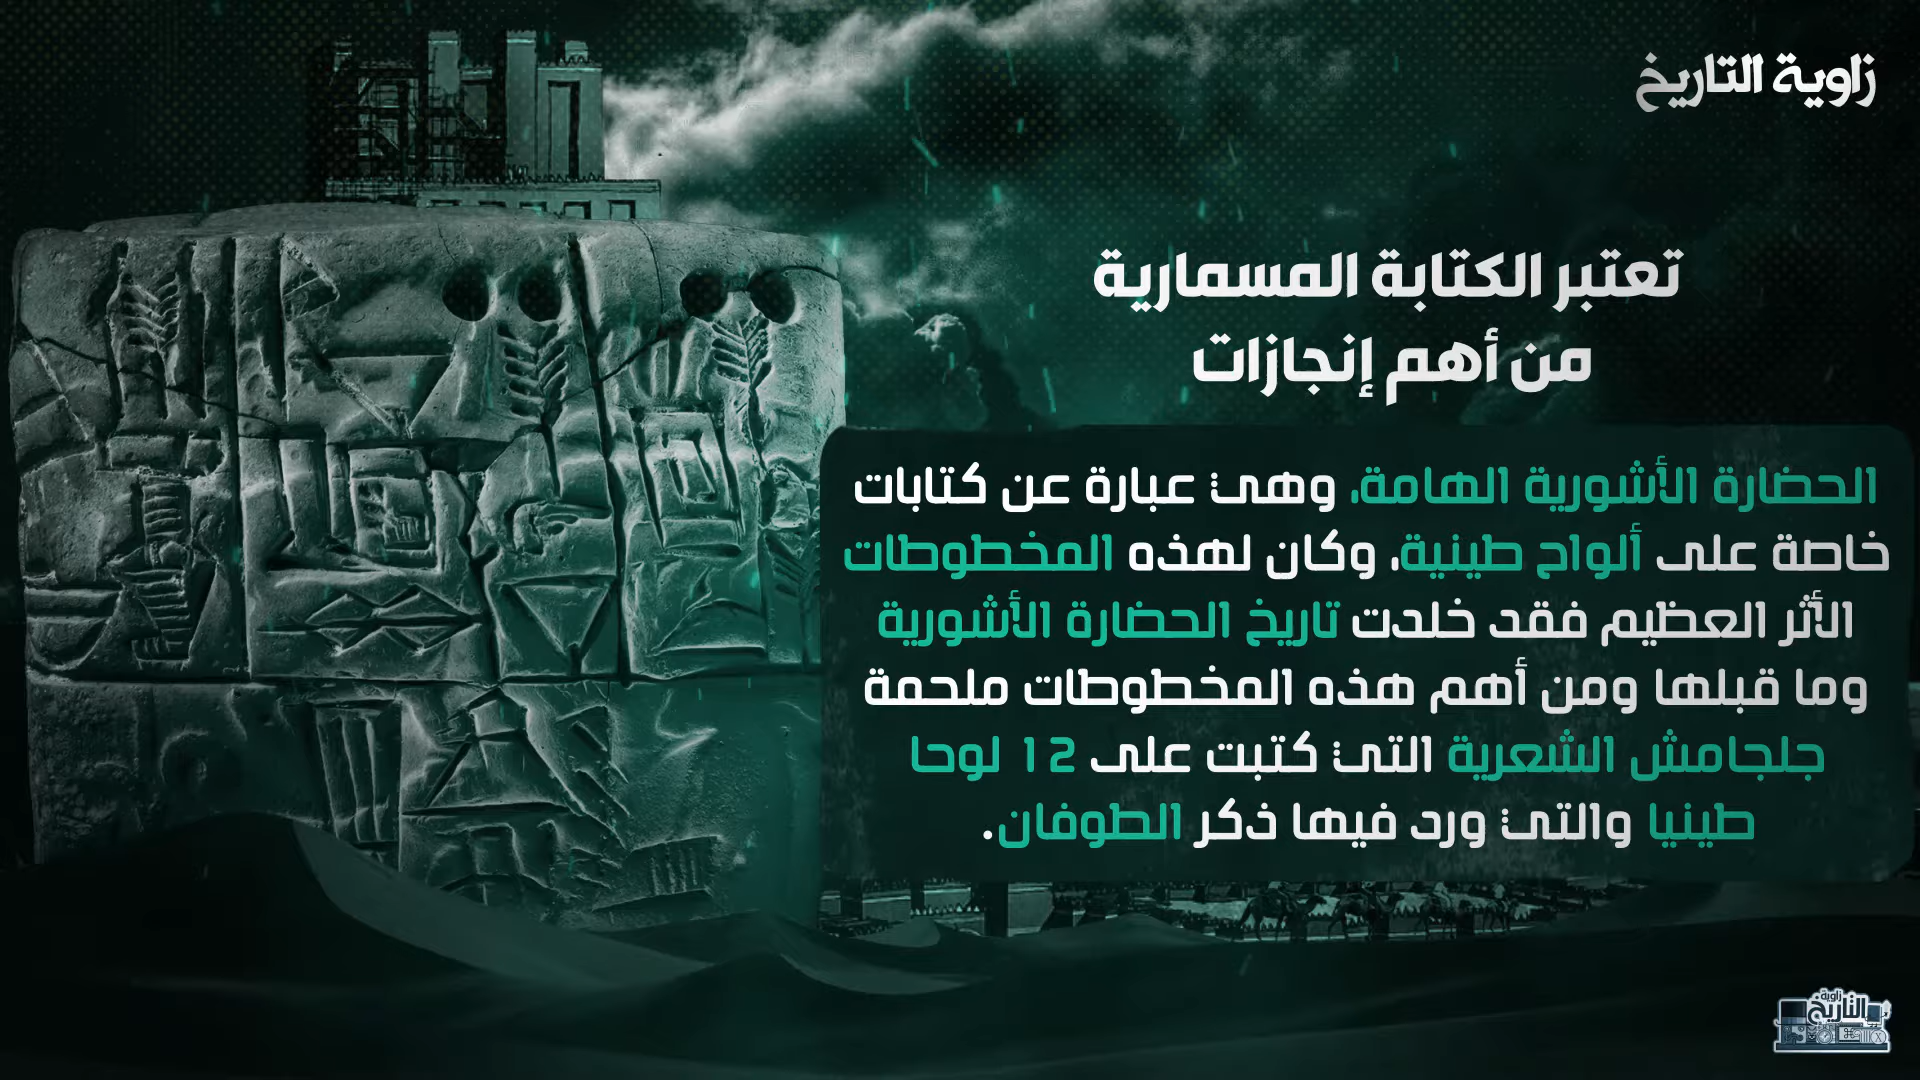 زاوية التاريخ
تعتبر الكتابة المسمارية
من أهم إنجازات
الحضارة الأشورية الهامة، وهي عبارة عن كتابات
خاصة على ألواح طينية، وكان لهذه المخطوطات
الأثر العظيم فقد خلدت تاريخ الحضارة الأشورية
وما قبلها ومن أهم هذه المخطوطات ملحمة
جلجامش الشعرية التي كتبت على 12 لوحا
طينيا والتي ورد فيها ذكر الطوفان.
زاوية
التاريخ